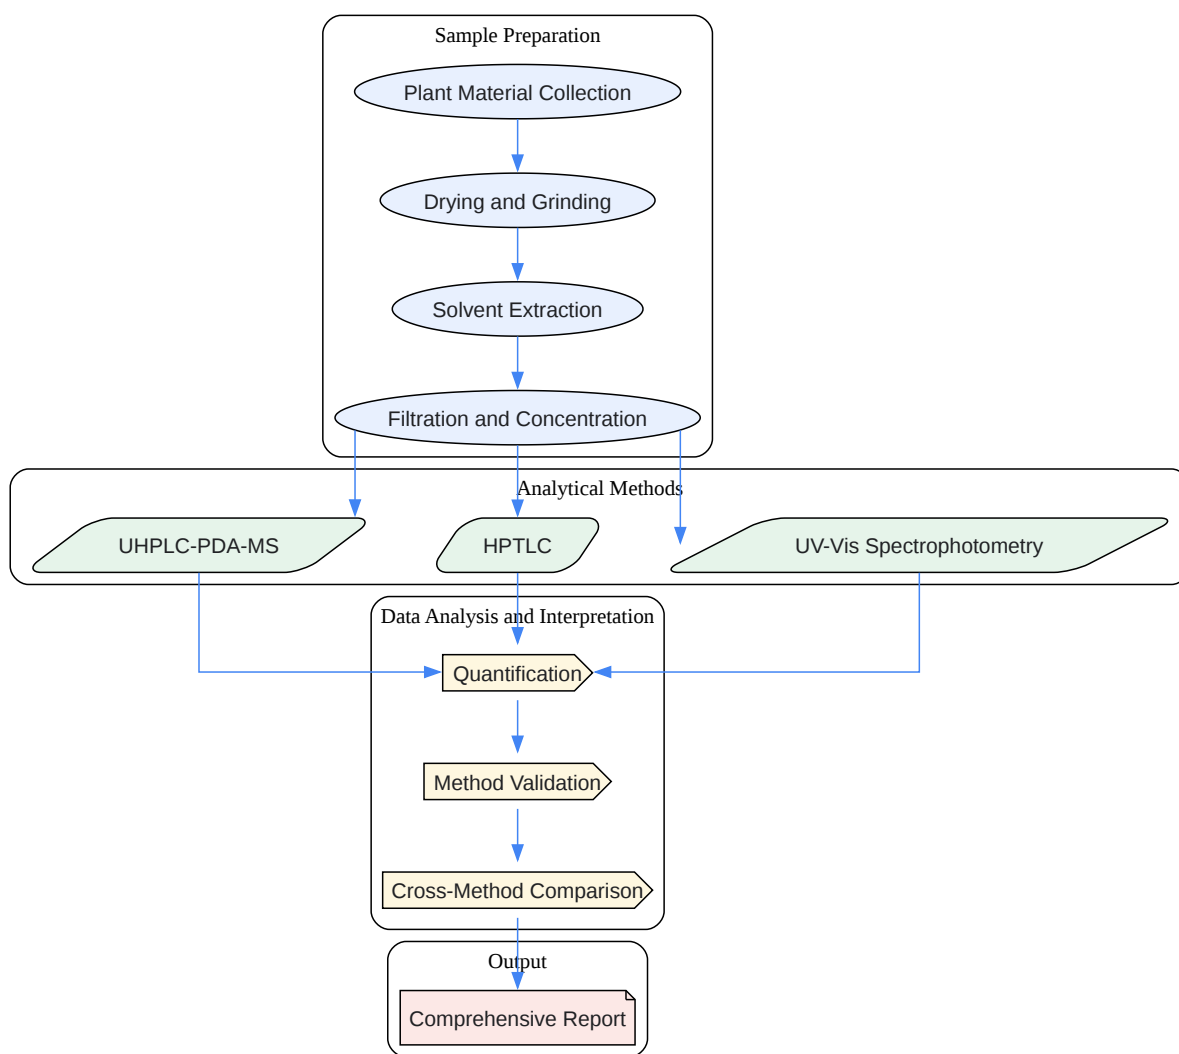 Sample Preparation
Plant Material Collection
Drying and Grinding
Solvent Extraction
Filtration and Concentration
Analytical Methods
UHPLC-PDA-MS
HPTLC
UV-Vis Spectrophotometry
Data Analysis and Interpretation
Quantification
Method Validation
Cross-Method Comparison
Output
Comprehensive Report